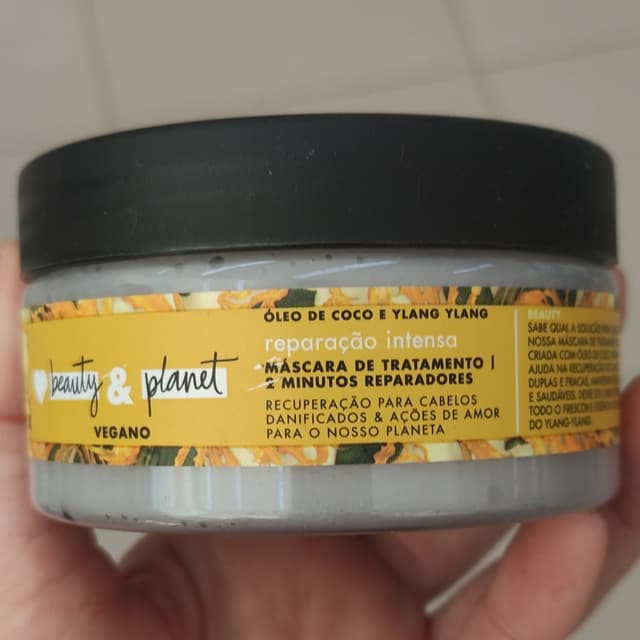 beauty & planet
VEGANO
ÓLEO DE COCO E YLANG YLANG
reparação intensa
MÁSCARA DE TRATAMENTO |
2 MINUTOS REPARADORES
RECUPERAÇÃO PARA CABELOS
DANIFICADOS & AÇÕES DE AMOR
PARA O NOSSO PLANETA
BEAUTY
SABE QUAL A SOLUÇÃO PARA
NOSSA MÁSCARA DE
CRIADA COM ÓLEO DE COCO
AJUDA NA RECUPERAÇÃO
DUPLAS E FRACAS,
E SAUDÁVEIS.
TODO O FRESCOR E
DO YLANG-YLANG.